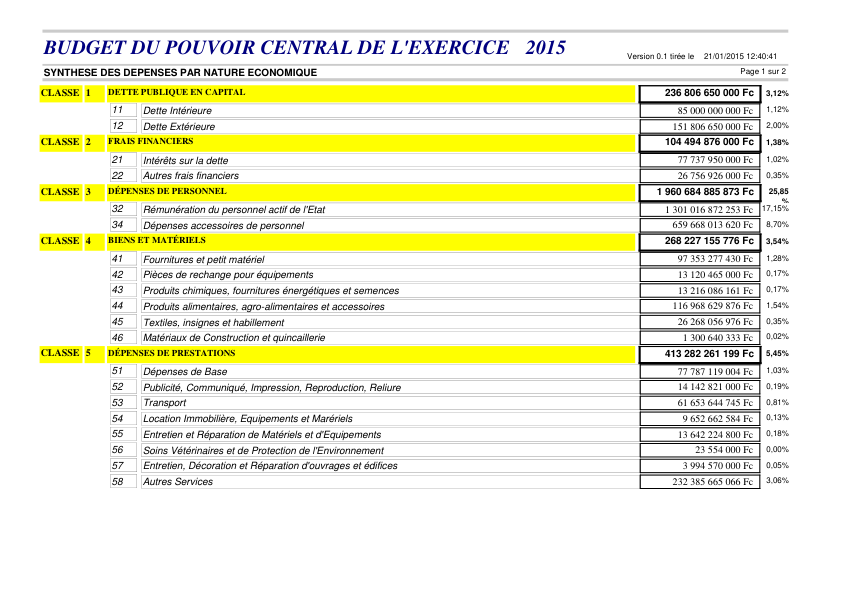 BUDGET DU POUVOIR CENTRAL DE L'EXERCICE 2015
Version 0.1 tirée le 21/01/2015 12:40:41
SYNTHESE DES DEPENSES PAR NATURE ECONOMIQUE Page 1 sur 2
CLASSE 1 DETTE PUBLIQUE EN CAPITAL 236 806 650 000 Fc 3,12%
11 Dette Intérieure 85 000 000 000 Fc 1,12%
12 Dette Extérieure 151 806 650 000 Fc 2,00%
CLASSE 2 FRAIS FINANCIERS 104 494 876 000 Fc 1,38%
21 Intérêts sur la dette 77 737 950 000 Fc 1,02%
22 Autres frais financiers 26 756 926 000 Fc 0,35%
CLASSE 3 DÉPENSES DE PERSONNEL 1 960 684 885 873 Fc 25,85
%
32 Rémunération du personnel actif de l'Etat 1 301 016 872 253 Fc 17,15%
34 Dépenses accessoires de personnel 659 668 013 620 Fc 8,70%
CLASSE 4 BIENS ET MATÉRIELS 268 227 155 776 Fc 3,54%
41 Fournitures et petit matériel 97 353 277 430 Fc 1,28%
42 Pièces de rechange pour équipements 13 120 465 000 Fc 0,17%
43 Produits chimiques, fournitures énergétiques et semences 13 216 086 161 Fc 0,17%
44 Produits alimentaires, agro-alimentaires et accessoires 116 968 629 876 Fc 1,54%
45 Textiles, insignes et habillement 26 268 056 976 Fc 0,35%
46 Matériaux de Construction et quincaillerie 1 300 640 333 Fc 0,02%
CLASSE 5 DÉPENSES DE PRESTATIONS 413 282 261 199 Fc 5,45%
51 Dépenses de Base 77 787 119 004 Fc 1,03%
52 Publicité, Communiqué, Impression, Reproduction, Reliure 14 142 821 000 Fc 0,19%
53 Transport 61 653 644 745 Fc 0,81%
54 Location Immobilière, Equipements et Marériels 9 652 662 584 Fc 0,13%
55 Entretien et Réparation de Matériels et d'Equipements 13 642 224 800 Fc 0,18%
56 Soins Vétérinaires et de Protection de l'Environnement 23 554 000 Fc 0,00%
57 Entretien, Décoration et Réparation d'ouvrages et édifices 3 994 570 000 Fc 0,05%
58 Autres Services 232 385 665 066 Fc 3,06%